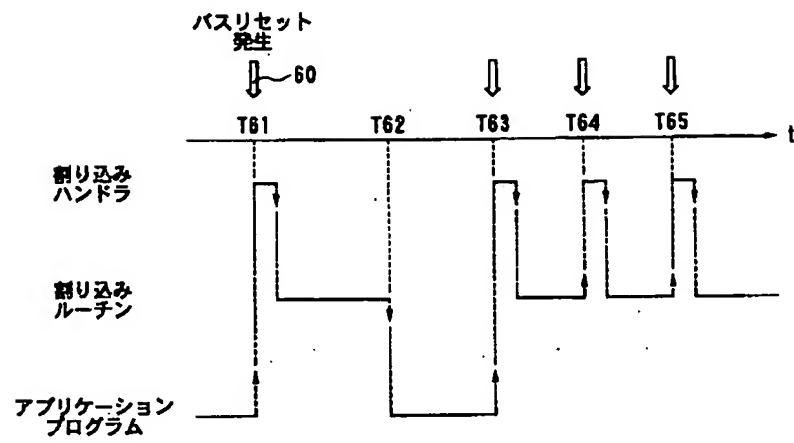 バスリセット
発生
60
T61 T62 T63 T64 T65
t
割り込み
ハンドラ
割り込み
ルーチン
アプリケーション
プログラム